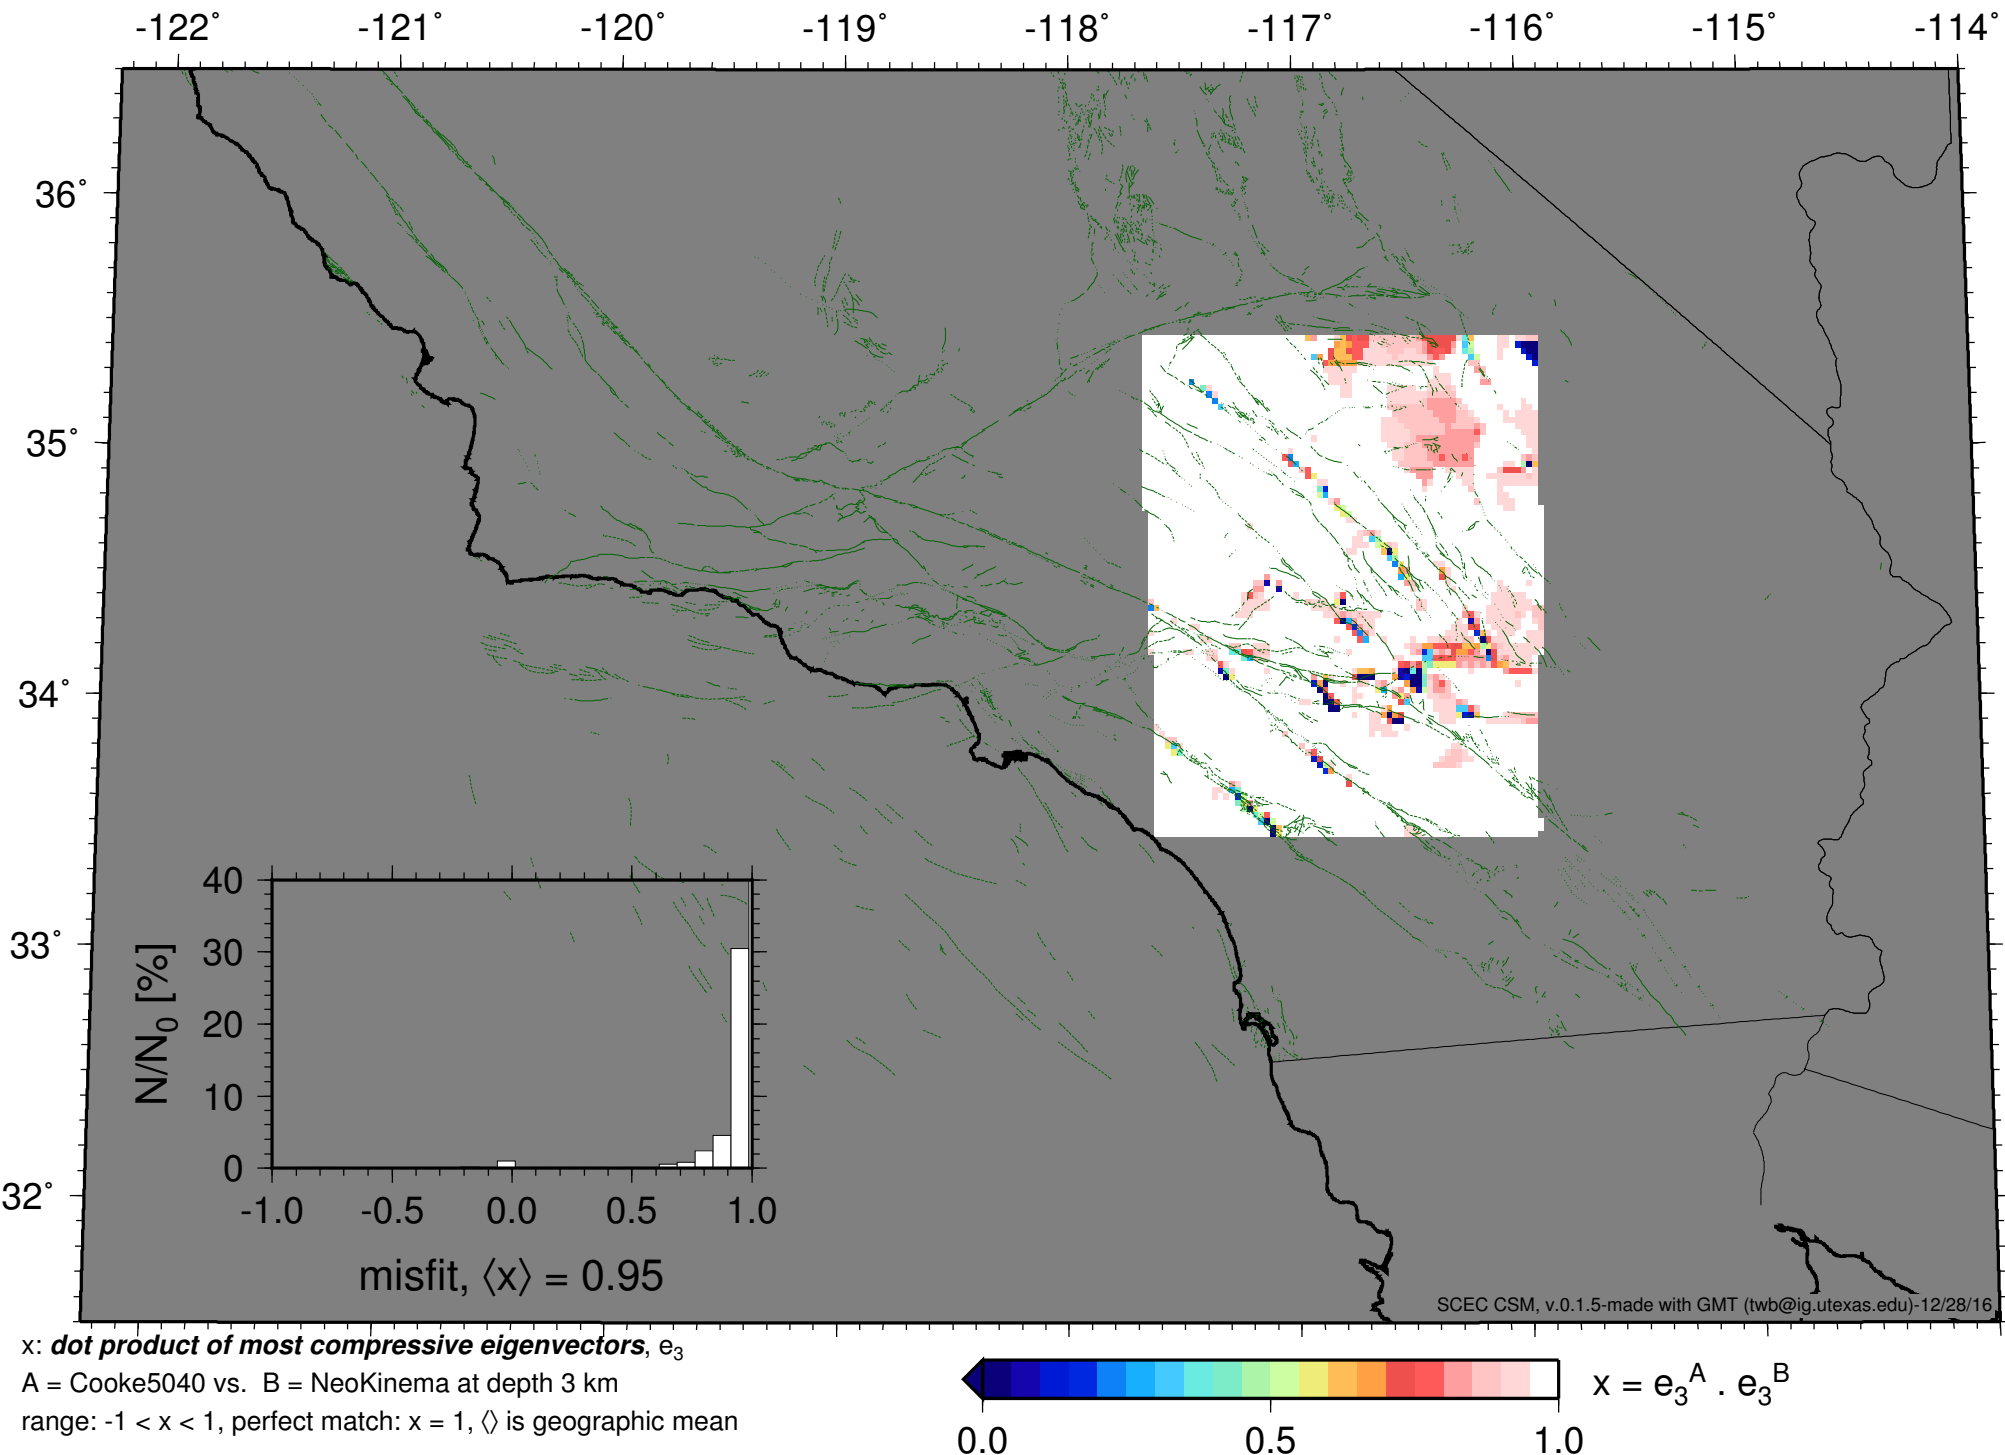 -122° -121° -120° -119° -118° -117° -116° -115° -114°
36°
35°
34°
33°
32°
40
30
20
10
0
N/N0 [%]
-1.0 -0.5 0.0 0.5 1.0
misfit, ⟨x⟩ = 0.95
SCEC CSM, v.0.1.5-made with GMT (twb@ig.utexas.edu)-12/28/16
x: dot product of most compressive eigenvectors, e3
A = Cooke5040 vs. B = NeoKinema at depth 3 km
range: -1 < x < 1, perfect match: x = 1, ⟨⟩ is geographic mean
x = e3A . e3B
0.0 0.5 1.0